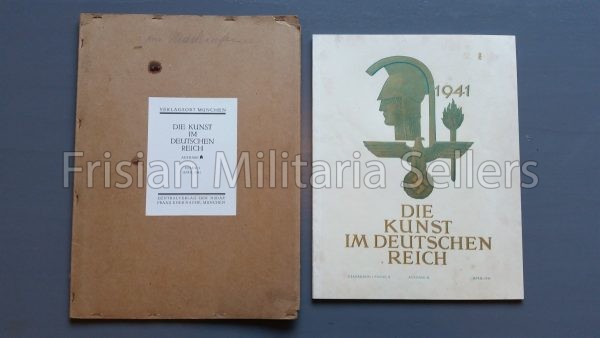 VERLAGSORT MÜNCHEN
DIE KUNST
IM
DEUTSCHEN
REICH
AUSGABE A
ZENTRALVERLAG DER NSDAP
FRANZ EHER NACHF. MÜNCHEN
1941
DIE
KUNST
IM DEUTSCHEN
REICH
Frisian Militaria Sellers